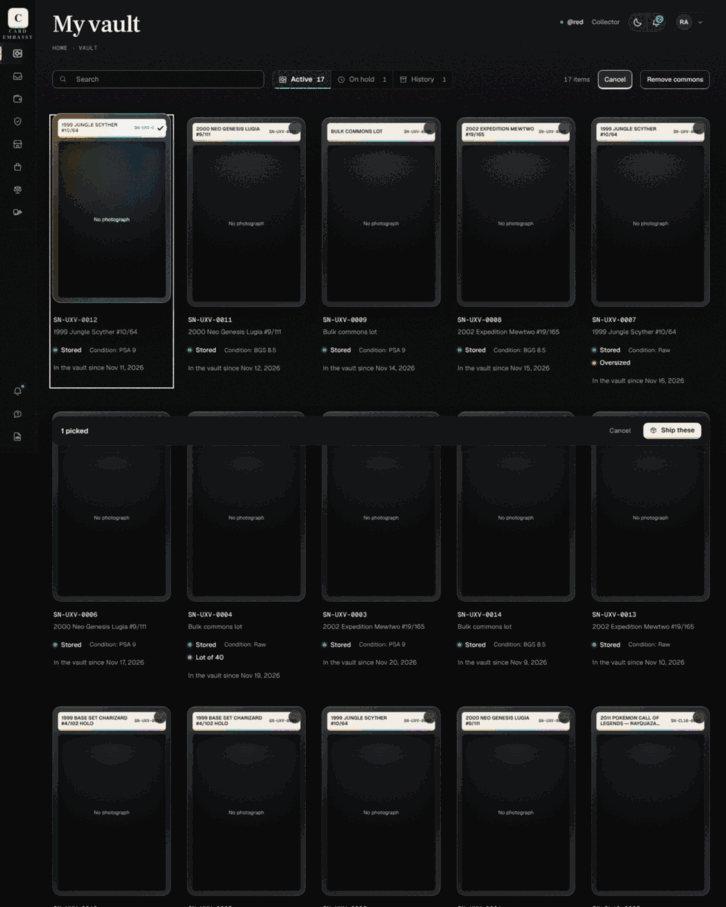 C
CARD
EMBASSY
My vault
HOME · VAULT
@red Collector
RA
Search
Active 17
On hold 1
History 1
17 items
Cancel
Remove commons
1999 JUNGLE SCYTHER
#10/64
2000 NEO GENESIS LUGIA
#9/111
BULK COMMONS LOT
2002 EXPEDITION MEWTWO
#19/165
1999 JUNGLE SCYTHER
#10/64
No photograph
No photograph
No photograph
No photograph
No photograph
SN-UXV-0012
SN-UXV-0011
SN-UXV-0009
SN-UXV-0008
SN-UXV-0007
1999 Jungle Scyther #10/64
2000 Neo Genesis Lugia #9/111
Bulk commons lot
2002 Expedition Mewtwo #19/165
1999 Jungle Scyther #10/64
Stored Condition: PSA 9
Stored Condition: BGS 8.5
Stored Condition: PSA 9
Stored Condition: BGS 8.5
Stored Condition: Raw
Oversized
In the vault since Nov 11, 2026
In the vault since Nov 12, 2026
In the vault since Nov 14, 2026
In the vault since Nov 15, 2026
In the vault since Nov 16, 2026
1 picked
Cancel
Ship these
No photograph
No photograph
No photograph
No photograph
No photograph
SN-UXV-0006
SN-UXV-0004
SN-UXV-0003
SN-UXV-0014
SN-UXV-0013
2000 Neo Genesis Lugia #9/111
Bulk commons lot
2002 Expedition Mewtwo #19/165
Bulk commons lot
2002 Expedition Mewtwo #19/165
Stored Condition: PSA 9
Stored Condition: Raw
Stored Condition: PSA 9
Stored Condition: BGS 8.5
Stored Condition: Raw
Lot of 40
In the vault since Nov 17, 2026
In the vault since Nov 19, 2026
In the vault since Nov 20, 2026
In the vault since Nov 9, 2026
In the vault since Nov 10, 2026
1999 BASE SET CHARIZARD
#4/102 HOLO
1999 BASE SET CHARIZARD
#4/102 HOLO
1999 JUNGLE SCYTHER
#10/64
2000 NEO GENESIS LUGIA
#9/111
2011 POKEMON CALL OF
LEGENDS — RAYQUAZA...
No photograph
No photograph
No photograph
No photograph
No photograph